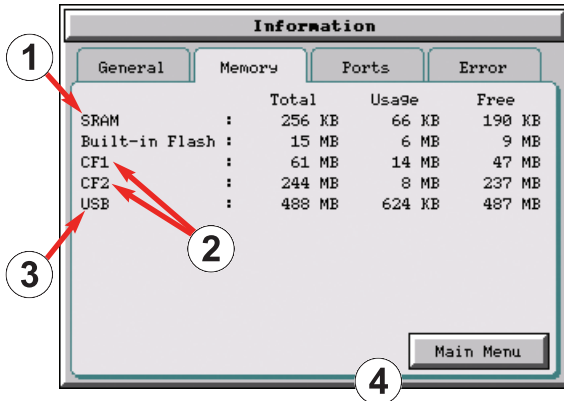 Information
General Memory Ports Error
Total Usage Free
SRAM : 256 KB 66 KB 190 KB
Built-in Flash : 15 MB 6 MB 9 MB
CF1 : 61 MB 14 MB 47 MB
CF2 : 244 MB 8 MB 237 MB
USB : 488 MB 624 KB 487 MB
Main Menu
1
2
3
4